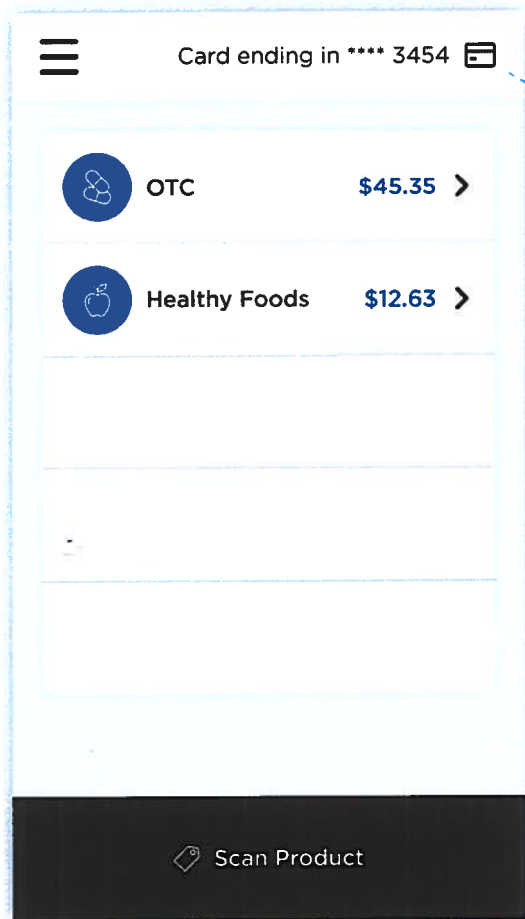 Card ending in **** 3454
OTC $45.35
Healthy Foods $12.63
Scan Product